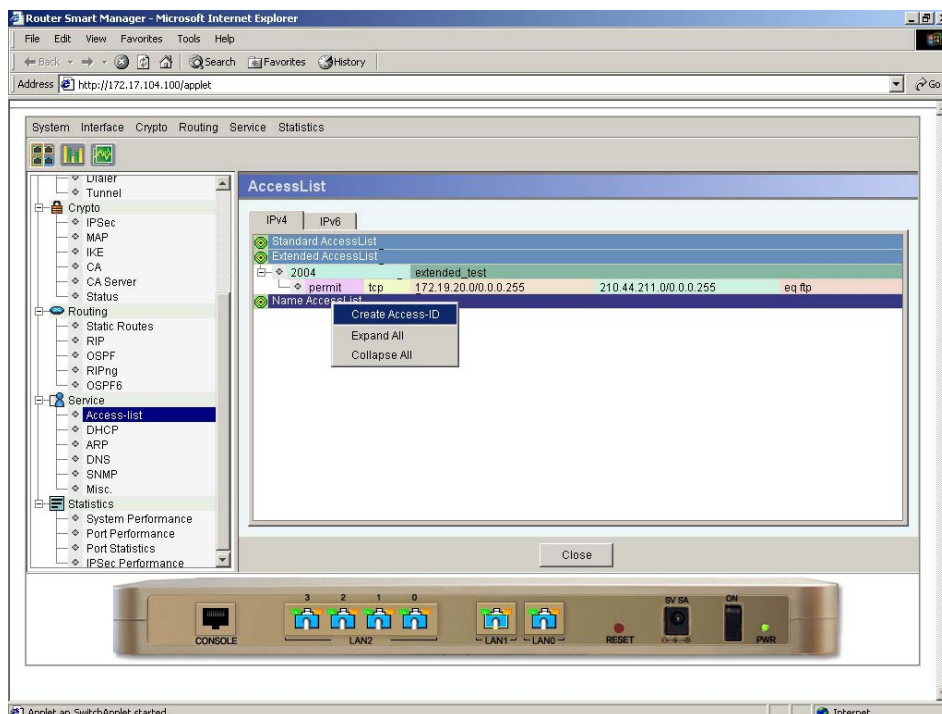 Router Smart Manager - Microsoft Internet Explorer
File Edit View Favorites Tools Help
Back Search Favorites History
Address http://172.17.104.100/applet Go
System Interface Crypto Routing Service Statistics
Dialer
Tunnel
Crypto
IPSec
MAP
IKE
CA
CA Server
Status
Routing
Static Routes
RIP
OSPF
RIPng
OSPF6
Service
Access-list
DHCP
ARP
DNS
SNMP
Misc.
Statistics
System Performance
Port Performance
Port Statistics
IPSec Performance
AccessList
IPv4 IPv6
Standard AccessList
Extended AccessList
2004 extended_test
permit tcp 172.19.20.0/0.0.0.255 210.44.211.0/0.0.0.255 eq ftp
Name AccessList
Create Access-ID
Expand All
Collapse All
Close
3 2 1 0 5V 5A ON
CONSOLE LAN2 LAN1 LAN0 RESET PWR
Applet an_SwitchApplet started Internet